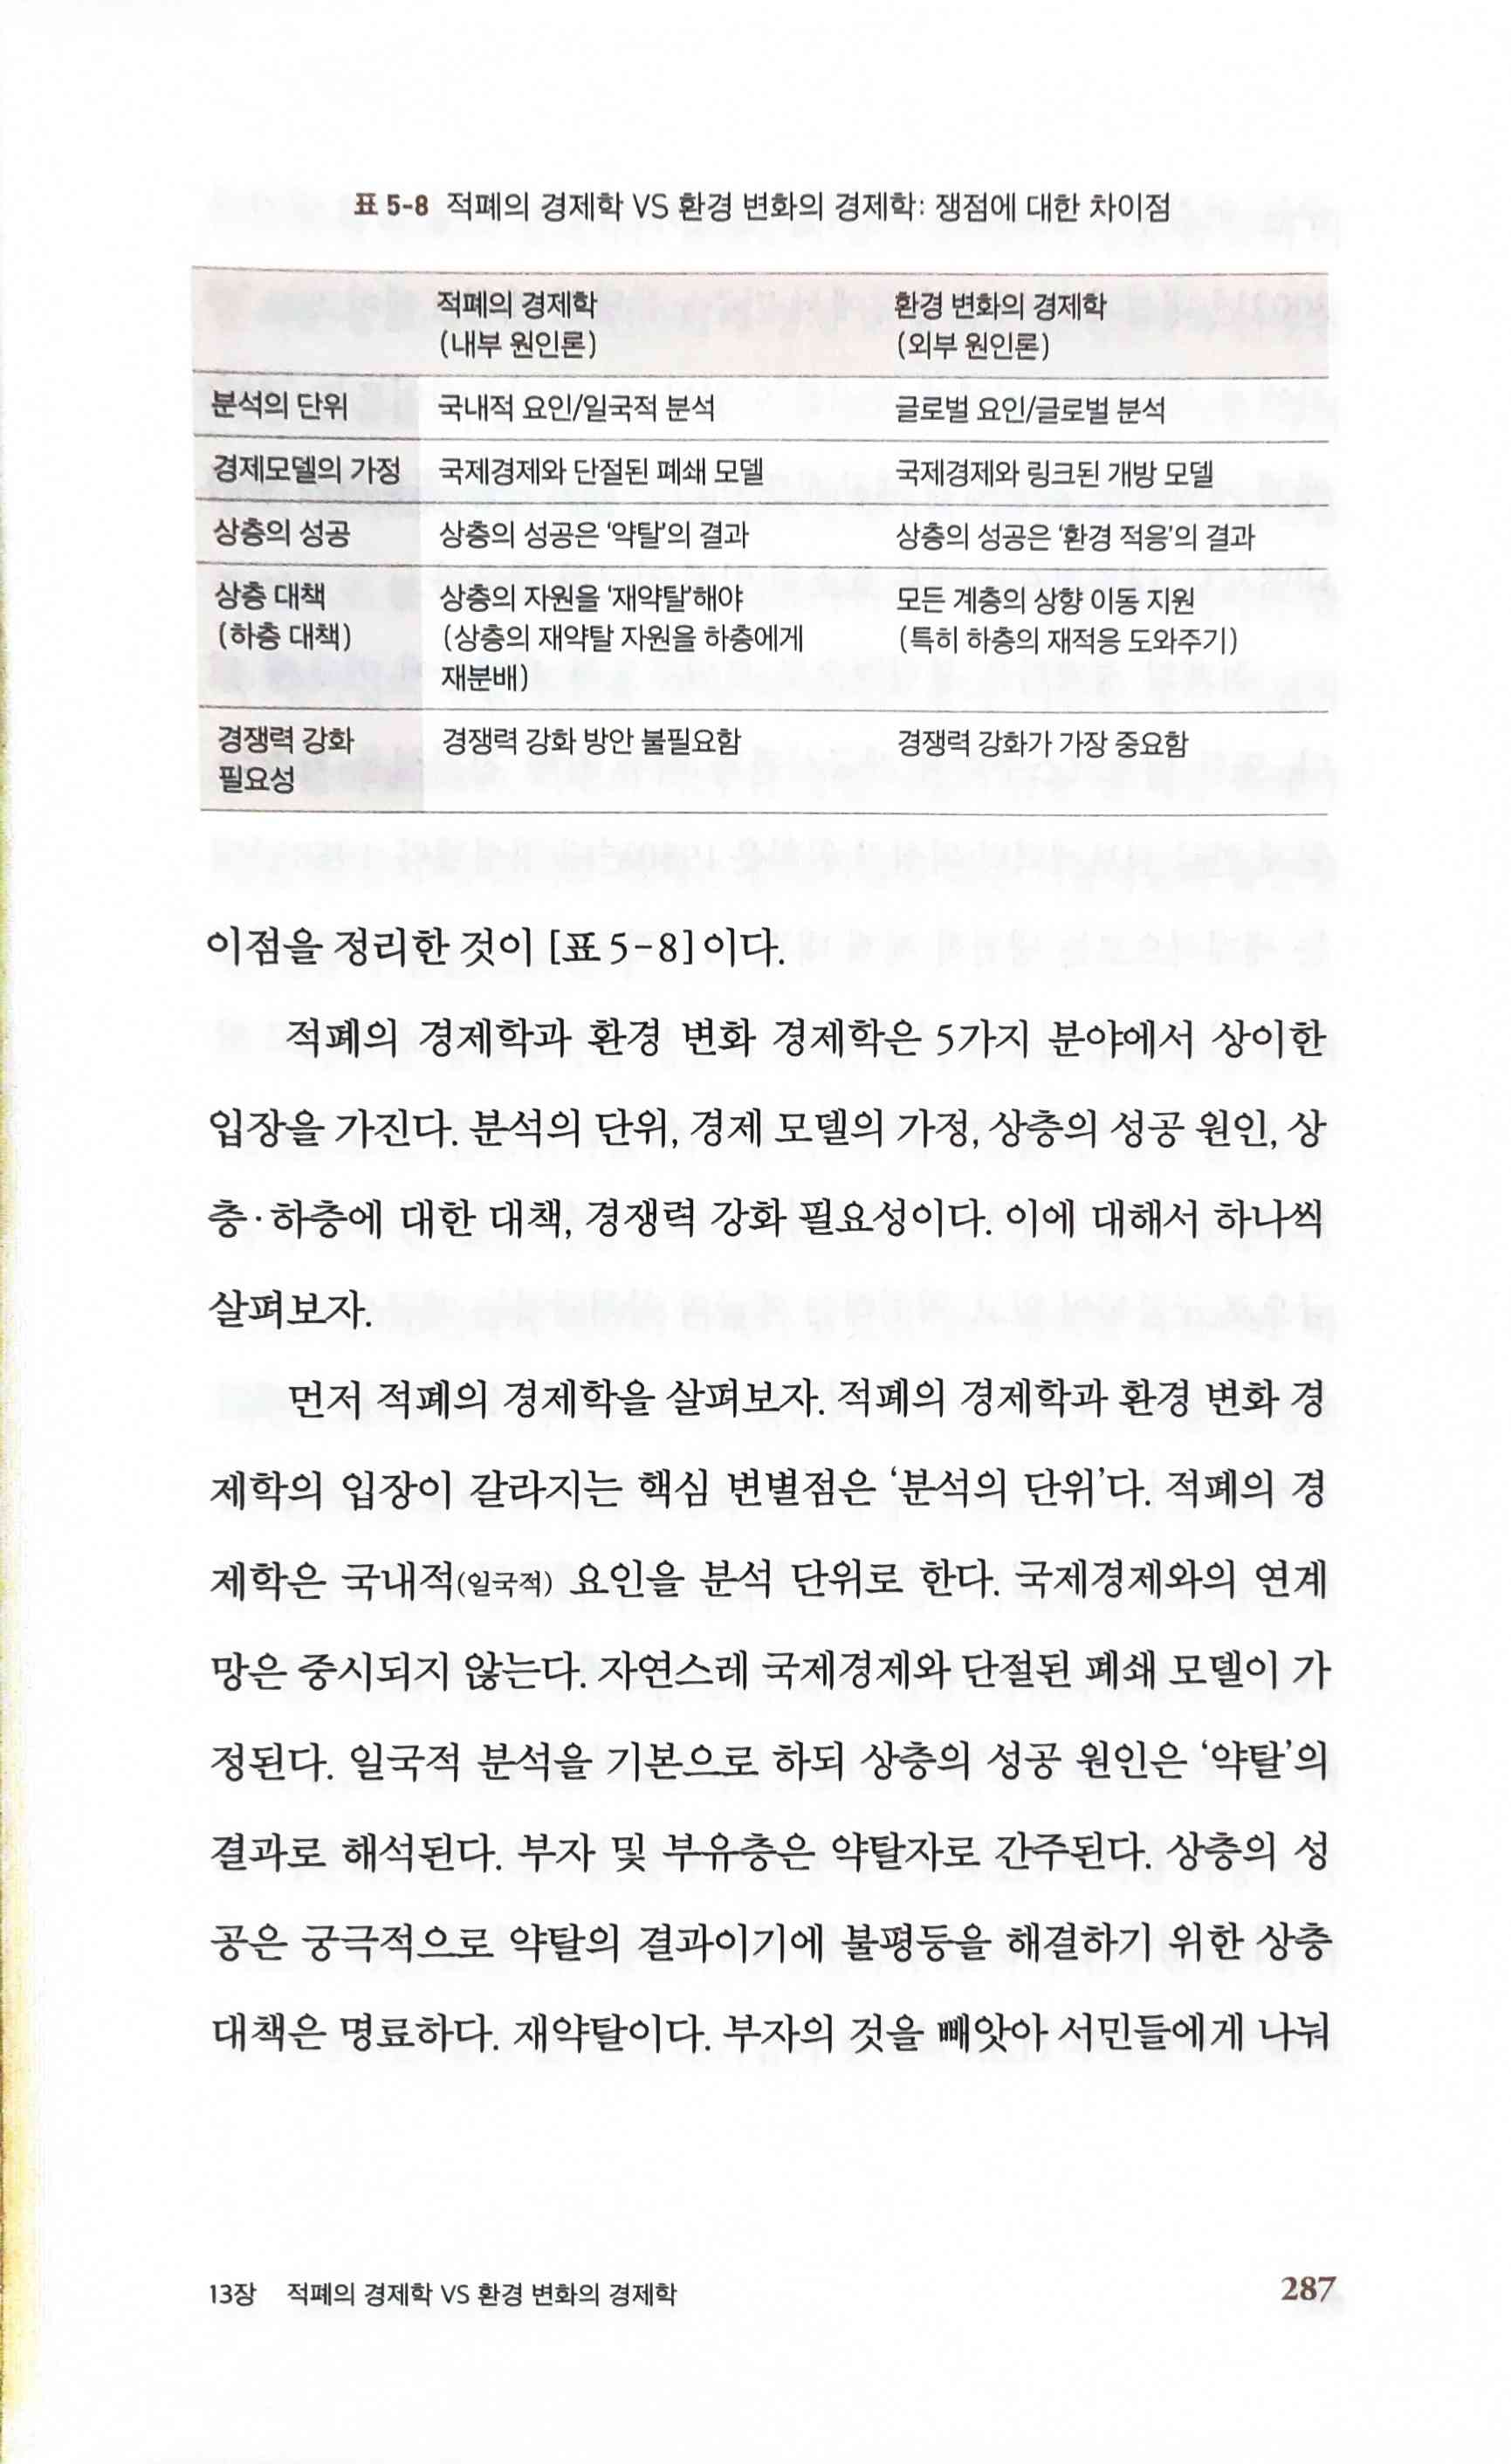 표 5-8 적폐의 경제학 VS 환경 변화의 경제학: 쟁점에 대한 차이점
적폐의 경제학 환경 변화의 경제학
(내부 원인론) (외부 원인론)
분석의 단위 국내적 요인/일국적 분석 글로벌 요인/글로벌 분석
경제모델의 가정 국제경제와 단절된 폐쇄 모델 국제경제와 링크된 개방 모델
상층의 성공 상층의 성공은 ‘약탈’의 결과 상층의 성공은 ‘환경 적응’의 결과
상층 대책 상층의 자원을 ‘재약탈’해야 모든 계층의 상향 이동 지원
(하층 대책) (상층의 재약탈 자원을 하층에게 (특히 하층의 재적응 도와주기)
재분배)
경쟁력 강화 경쟁력 강화 방안 불필요함 경쟁력 강화가 가장 중요함
필요성
이점을 정리한 것이 [표 5-8]이다.
적폐의 경제학과 환경 변화 경제학은 5가지 분야에서 상이한
입장을 가진다. 분석의 단위, 경제 모델의 가정, 상층의 성공 원인, 상
층·하층에 대한 대책, 경쟁력 강화 필요성이다. 이에 대해서 하나씩
살펴보자.
먼저 적폐의 경제학을 살펴보자. 적폐의 경제학과 환경 변화 경
제학의 입장이 갈라지는 핵심 변별점은 ‘분석의 단위’다. 적폐의 경
제학은 국내적(일국적) 요인을 분석 단위로 한다. 국제경제와의 연계
망은 중시되지 않는다. 자연스레 국제경제와 단절된 폐쇄 모델이 가
정된다. 일국적 분석을 기본으로 하되 상층의 성공 원인은 ‘약탈’의
결과로 해석된다. 부자 및 부유층은 약탈자로 간주된다. 상층의 성
공은 궁극적으로 약탈의 결과이기에 불평등을 해결하기 위한 상층
대책은 명료하다. 재약탈이다. 부자의 것을 빼앗아 서민들에게 나눠
13장 적폐의 경제학 VS 환경 변화의 경제학 287